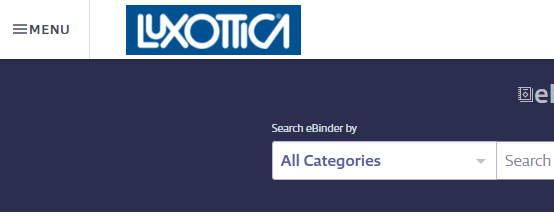 MENU
LUXOTTICA
Search eBinder by
All Categories
Search